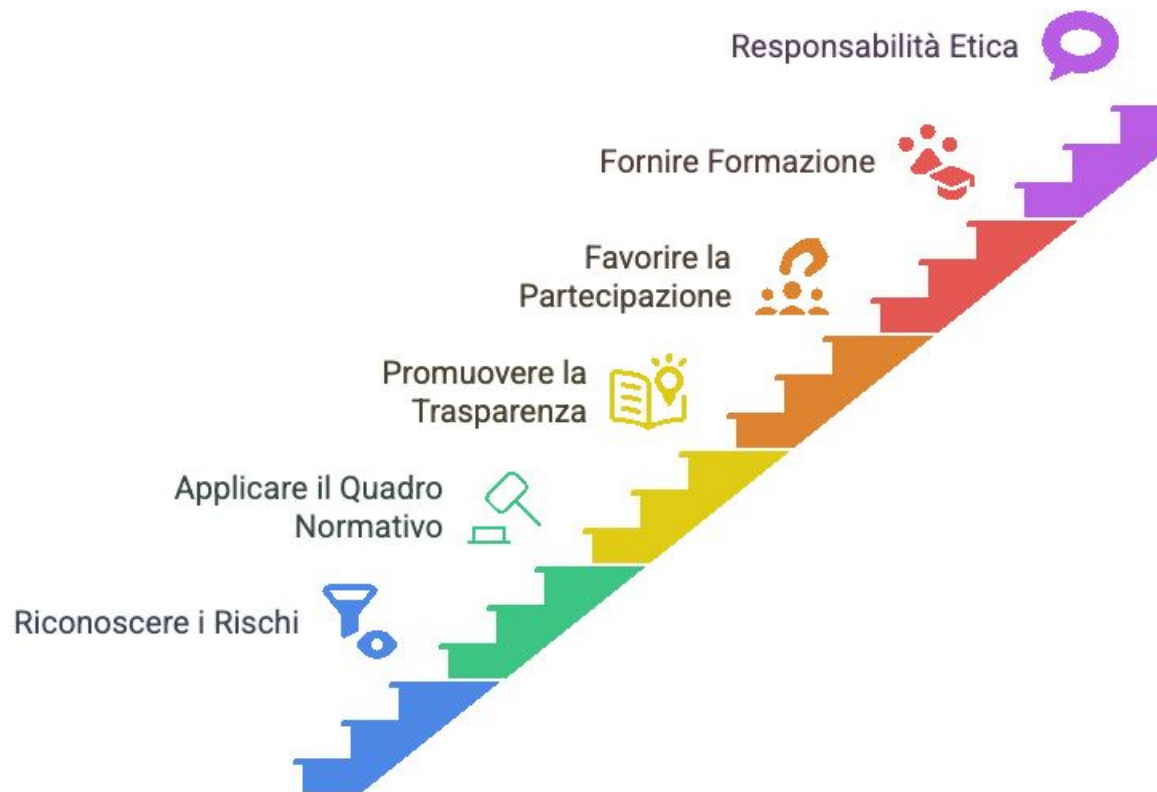 Responsabilità Etica
Fornire Formazione
Favorire la
Partecipazione
Promuovere la
Trasparenza
Applicare il Quadro
Normativo
Riconoscere i Rischi